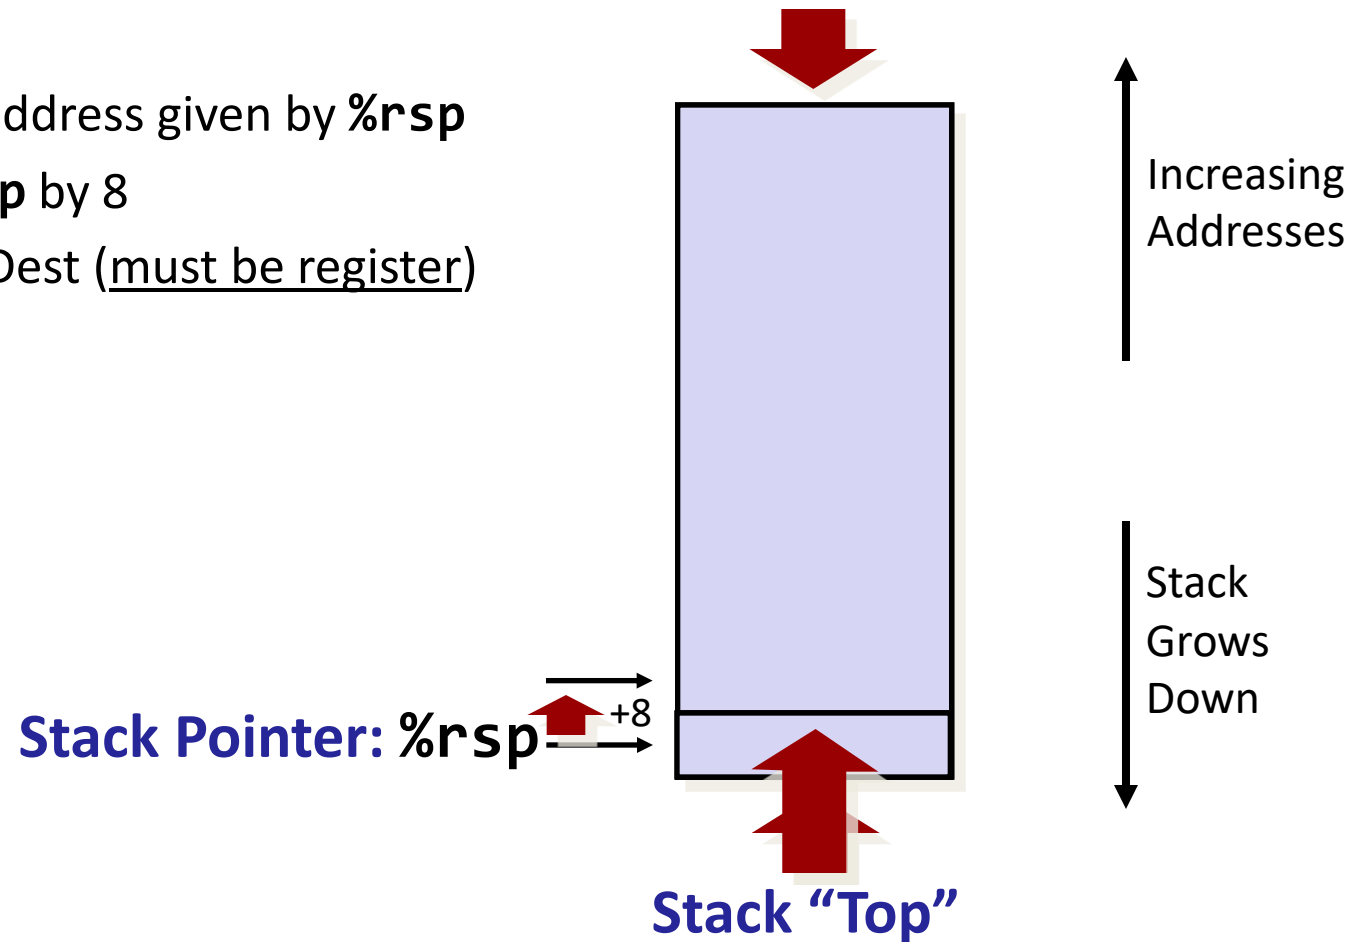 ddress given by %rsp
p by 8
Dest (must be register)
Increasing
Addresses
Stack
Grows
Down
+8
Stack Pointer: %rsp
Stack “Top”